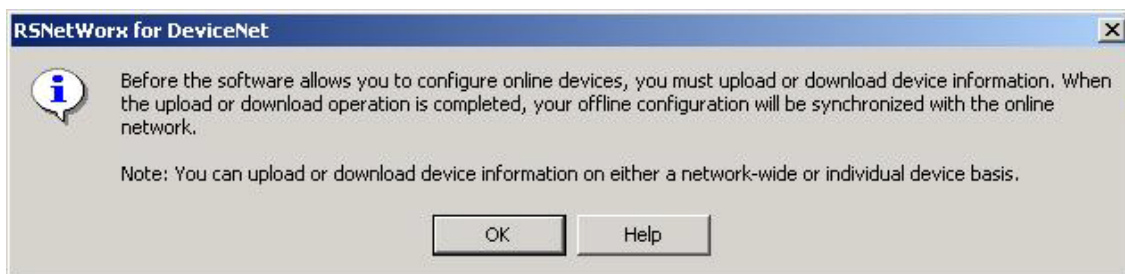 RSNetWorx for DeviceNet
Before the software allows you to configure online devices, you must upload or download device information. When
the upload or download operation is completed, your offline configuration will be synchronized with the online
network.
Note: You can upload or download device information on either a network-wide or individual device basis.
OK
Help